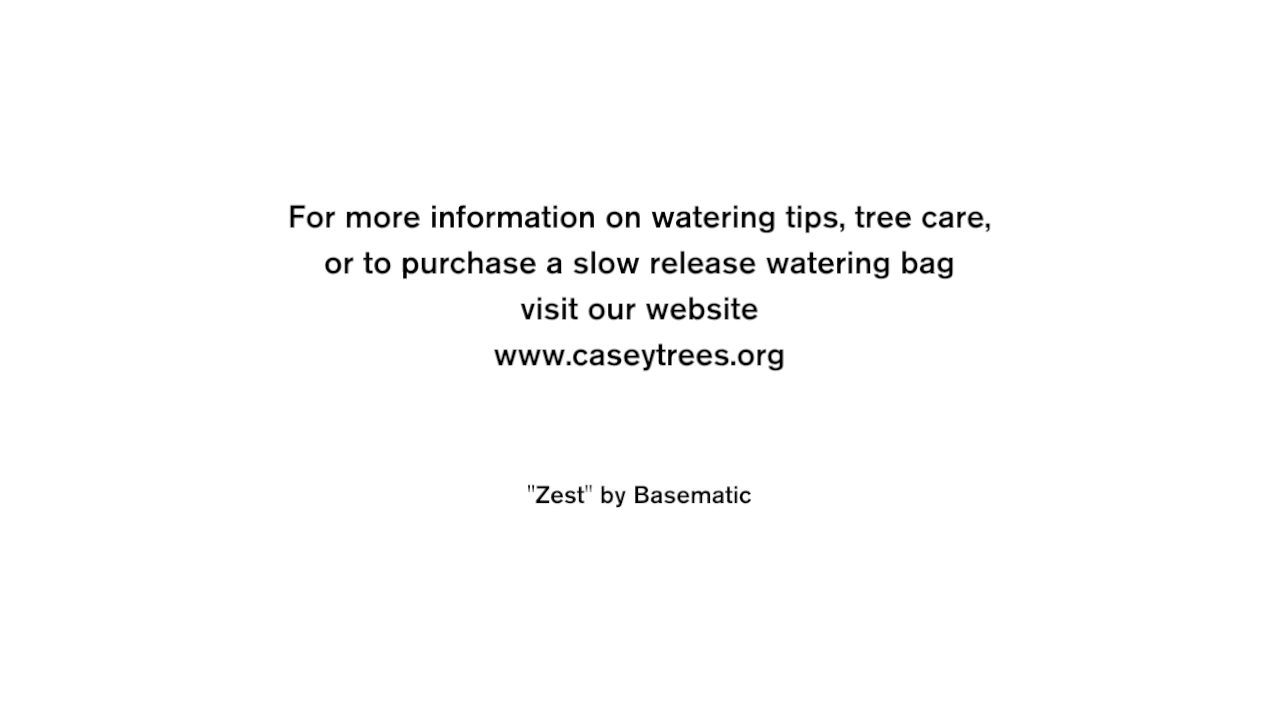 For more information on watering tips, tree care,
or to purchase a slow release watering bag
visit our website
www.caseytrees.org
"Zest" by Basematic